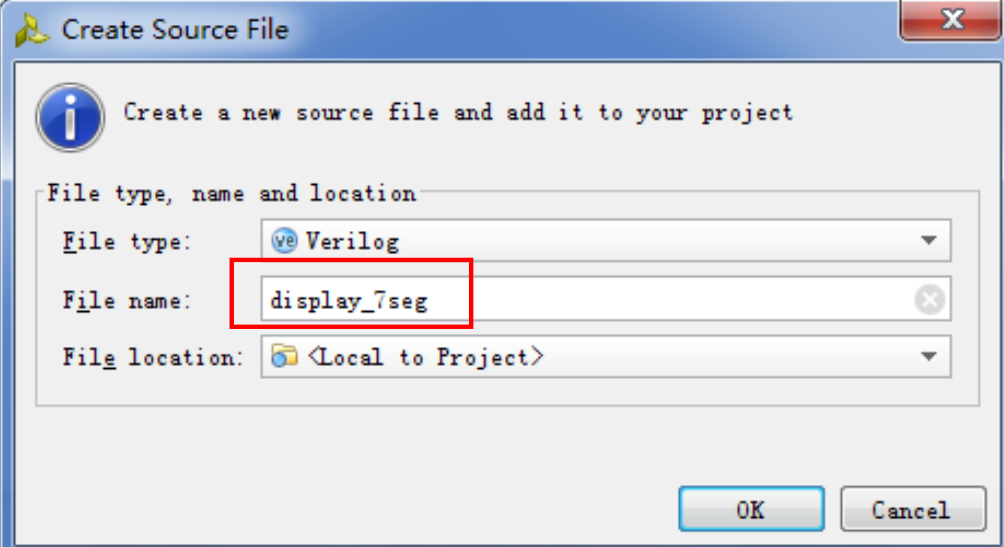 Create Source File
Create a new source file and add it to your project
File type, name and location
File type: Verilog
File name: display_7seg
File location: <Local to Project>
OK Cancel